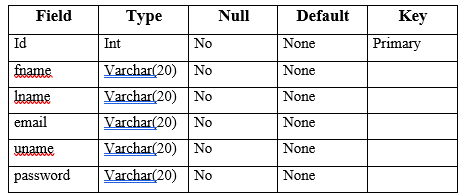 Field Type Null Default Key
Id Int No None Primary
fname Varchar(20) No None
lname Varchar(20) No None
email Varchar(20) No None
uname Varchar(20) No None
password Varchar(20) No None